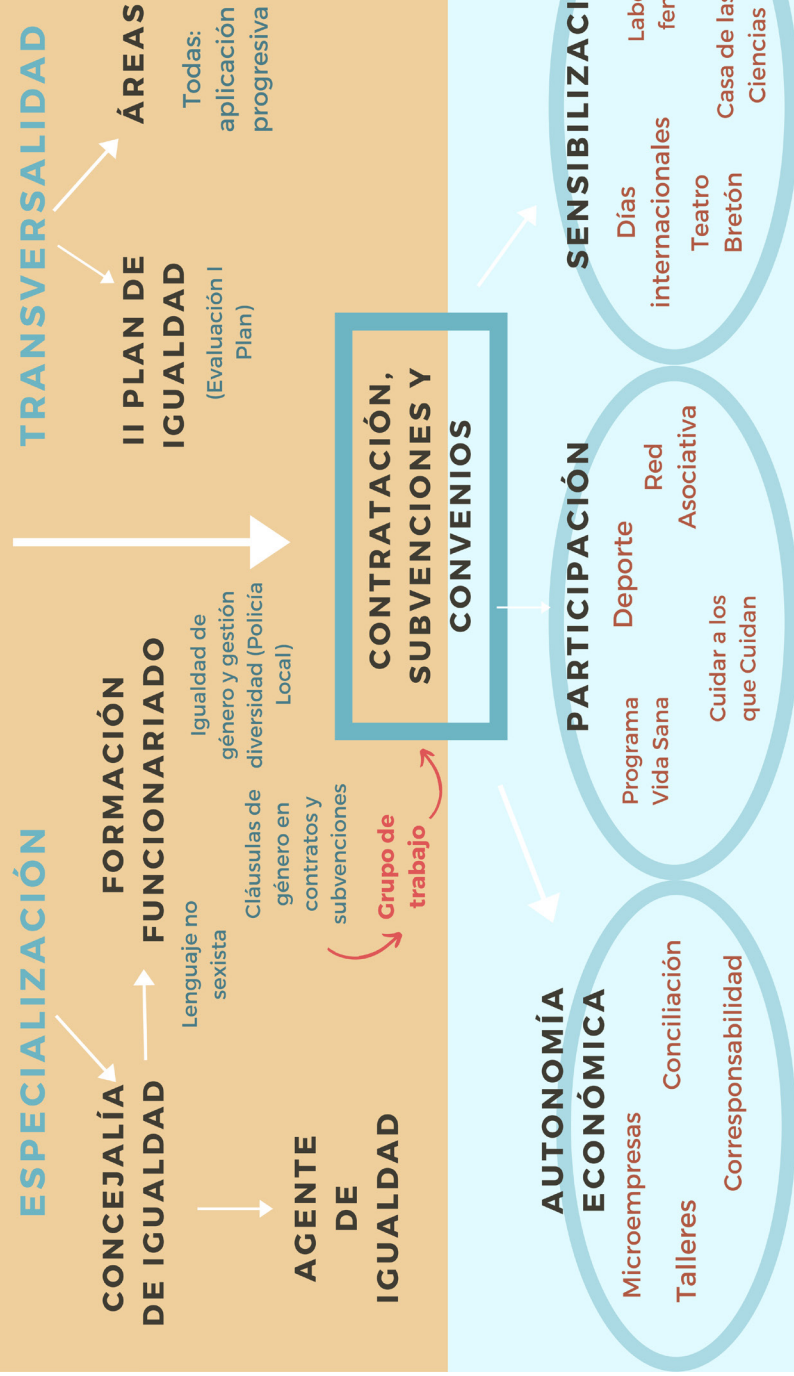 ESPECIALIZACIÓN
TRANSVERSALIDAD
CONCEJALÍA
DE IGUALDAD
FORMACIÓN
FUNCIONARIADO
II PLAN DE
IGUALDAD
(Evaluación I
Plan)
ÁREAS
Todas:
aplicación
progresiva
Lenguaje no
sexista
Igualdad de
género y gestión
diversidad (Policía
Local)
Cláusulas de
género en
contratos y
subvenciones
AGENTE
DE
IGUALDAD
Grupo de
trabajo
CONTRATACIÓN,
SUBVENCIONES Y
CONVENIOS
AUTONOMÍA
ECONÓMICA
Microempresas
Conciliación
Talleres
Corresponsabilidad
PARTICIPACIÓN
Programa
Vida Sana
Deporte
Red
Asociativa
Cuidar a los
que Cuidan
SENSIBILIZACI
Días
internacionales
Teatro
Bretón
Casa de las
Ciencias